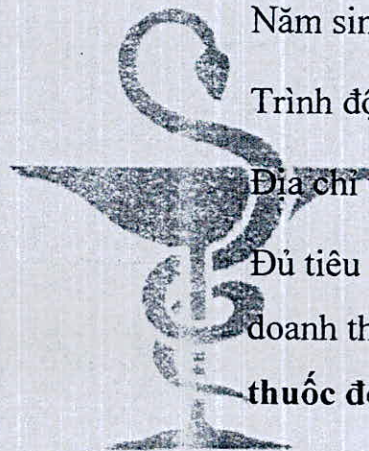 Năm sin
Trình độ
Địa chỉ
Đủ tiêu
doanh th
thuốc đ